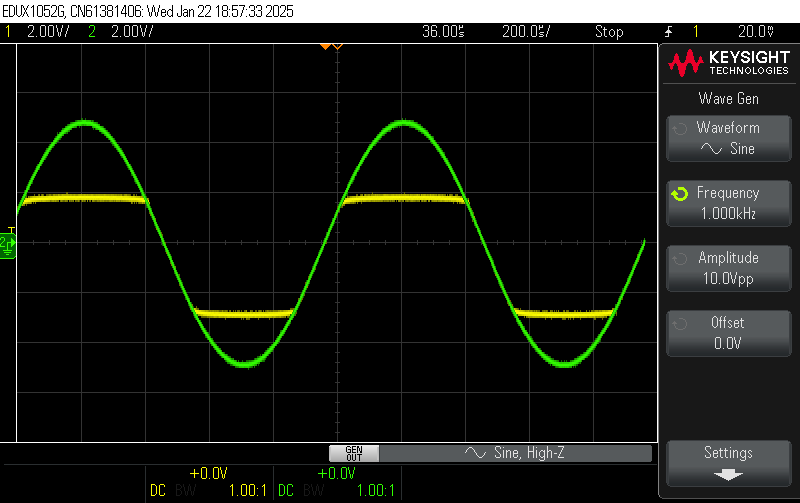 EDUX1052G, CN61381406: Wed Jan 22 18:57:33 2025
1 2.00V/ 2 2.00V/ 36.00us 200.0s/ Stop 1 20.0V
KEYSIGHT
TECHNOLOGIES
Wave Gen
Waveform
Sine
Frequency
1.000kHz
Amplitude
10.0Vpp
Offset
0.0V
T
2
GEN
OUT
Sine, High-Z
Settings
+0.0V +0.0V
DC BW 1.00:1 DC BW 1.00:1